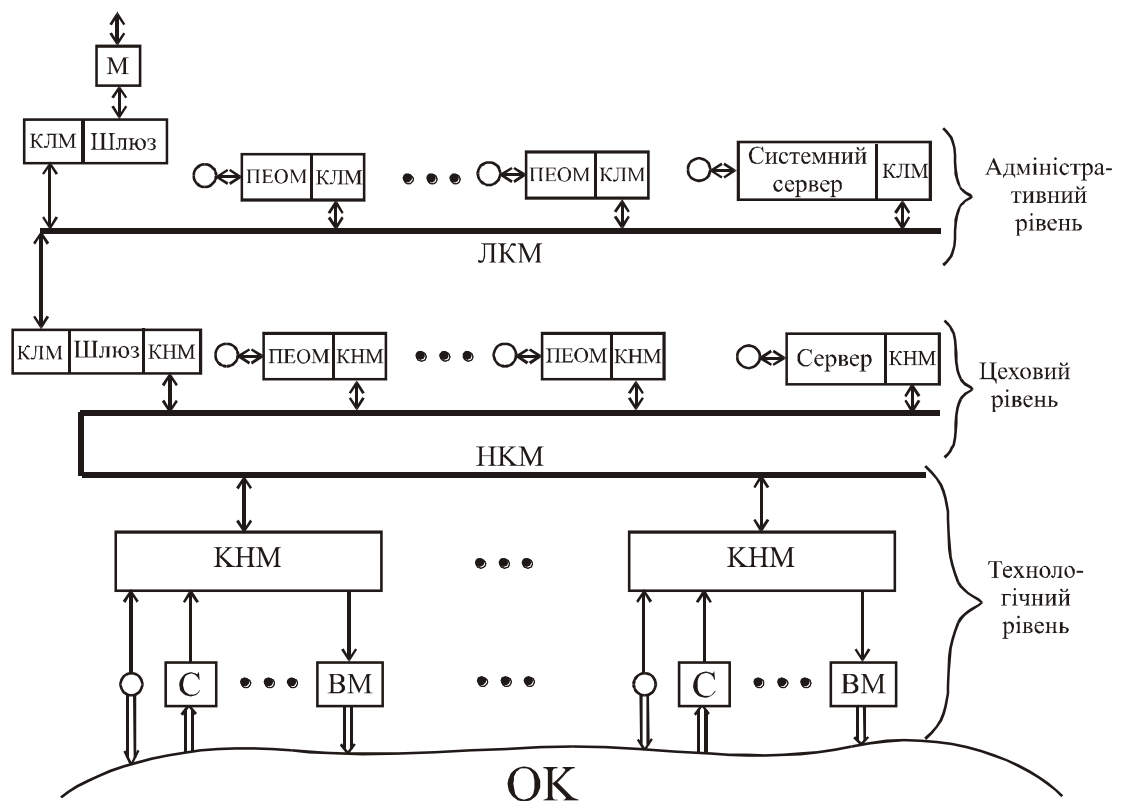 М
КЛМ Шлюз
ПЕОМ КЛМ
ПЕОМ КЛМ
Системний
сервер
КЛМ
Адміністра-
тивний
рівень
ЛКМ
КЛМ Шлюз КНМ
ПЕОМ КНМ
ПЕОМ КНМ
Сервер КНМ
Цеховий
рівень
НКМ
КНМ
КНМ
Техноло-
гічний
рівень
С
ВМ
С
ВМ
ОК